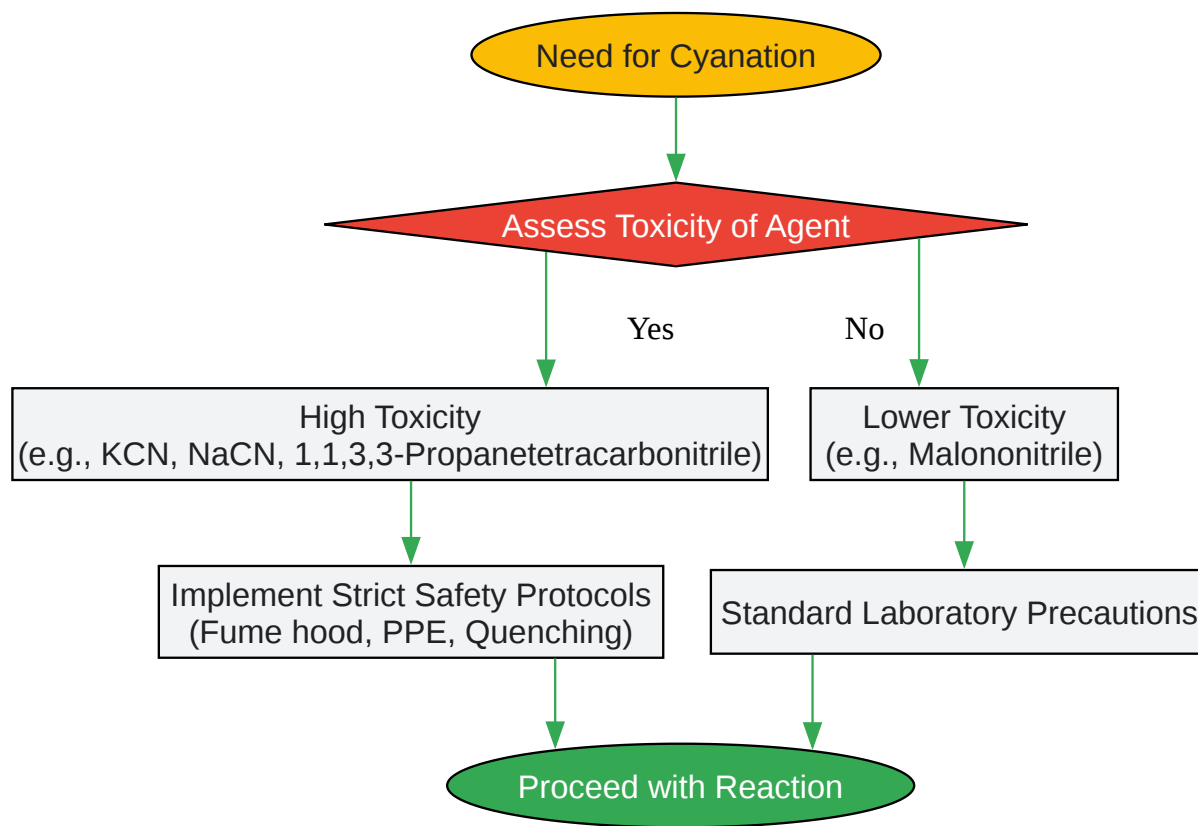 Need for Cyanation
Assess Toxicity of Agent
Yes
No
High Toxicity
(e.g., KCN, NaCN, 1,1,3,3-Propanetetracarbonitrile)
Lower Toxicity
(e.g., Malononitrile)
Implement Strict Safety Protocols
(Fume hood, PPE, Quenching)
Standard Laboratory Precautions
Proceed with Reaction